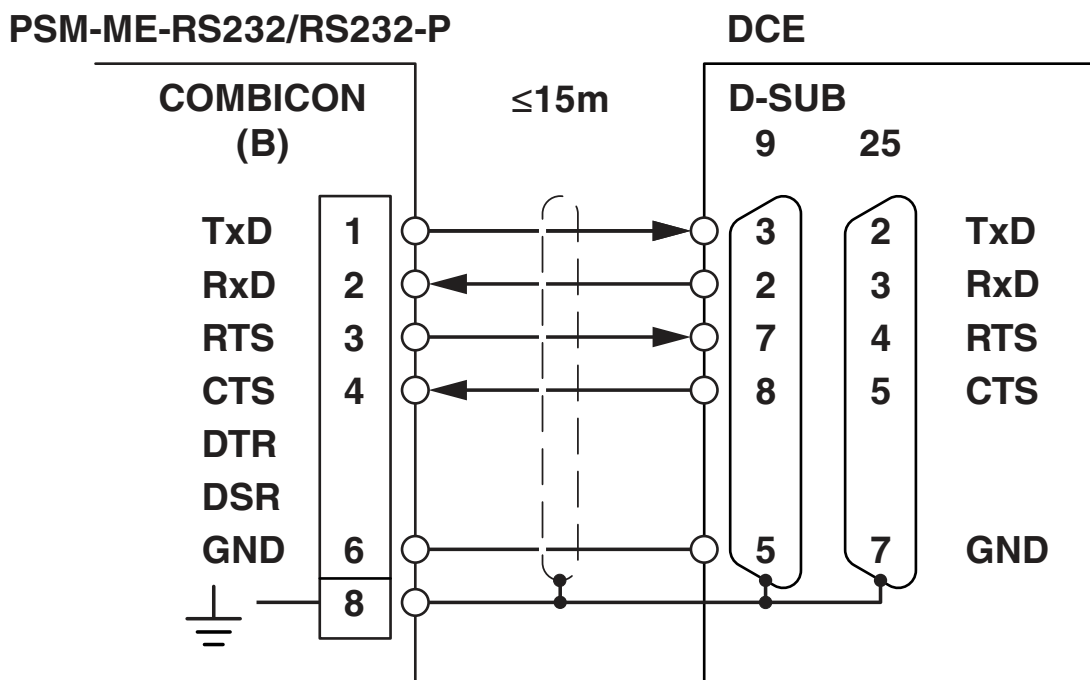 PSM-ME-RS232/RS232-P DCE
COMBICON ≤15m D-SUB
(B) 9 25
TxD 1 3 2 TxD
RxD 2 2 3 RxD
RTS 3 7 4 RTS
CTS 4 8 5 CTS
DTR
DSR
GND 6 5 7 GND
8